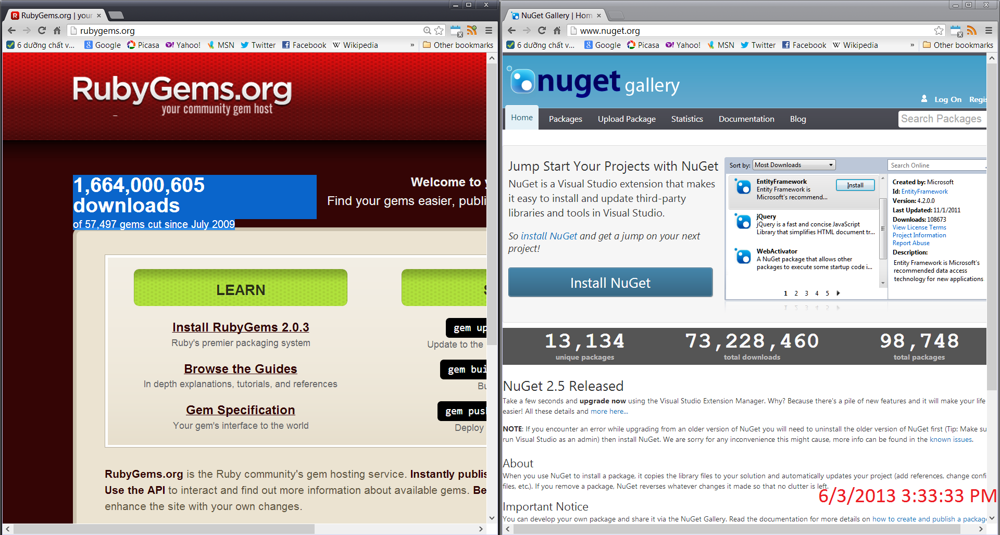 RubyGems.org | your
rubygems.org
6 dưỡng chất v...
Google
Picasa
Yahoo!
MSN
Twitter
Facebook
Wikipedia
»
Other bookmarks
RubyGems.org
your community gem host
1,664,000,605
downloads
of 57,497 gems cut since July 2009
Welcome to y
Find your gems easier, publi
LEARN
Install RubyGems 2.0.3
Ruby's premier packaging system
Browse the Guides
In depth explanations, tutorials, and references
Gem Specification
Your gem's interface to the world
gem up
Update to the
gem bui
Bu
gem pus
Deploy
RubyGems.org is the Ruby community's gem hosting service. Instantly publis
Use the API to interact and find out more information about available gems. Be
enhance the site with your own changes.
NuGet Gallery | Hom
www.nuget.org
6 dưỡng chất v...
Google
Picasa
Yahoo!
MSN
Twitter
Facebook
Wikipedia
»
Other bookmarks
nuget gallery
Log On Regis
Home
Packages
Upload Package
Statistics
Documentation
Blog
Search Packages
Jump Start Your Projects with NuGet
NuGet is a Visual Studio extension that makes
it easy to install and update third-party
libraries and tools in Visual Studio.
So install NuGet and get a jump on your next
project!
Install NuGet
Sort by: Most Downloads
Search Online
EntityFramework
Entity Framework is
Microsoft's recommend...
Install
jQuery
jQuery is a fast and concise JavaScript
Library that simplifies HTML document tr...
WebActivator
A NuGet package that allows other
packages to execute some startup code i...
1 2 3 4 5
Created by: Microsoft
Id: EntityFramework
Version: 4.2.0.0
Last Updated: 11/1/2011
Downloads: 108673
View License Terms
Project Information
Report Abuse
Description:
Entity Framework is Microsoft's
recommended data access
technology for new applications
13,134
unique packages
73,228,460
total downloads
98,748
total packages
NuGet 2.5 Released
Take a few seconds and upgrade now using the Visual Studio Extension Manager. Why? Because there's a pile of new features and it will make your life
easier! All these details and more here...
NOTE: If you encounter an error while upgrading from an older version of NuGet you will need to uninstall the older version of NuGet first (Tip: Make su
run Visual Studio as an admin) then install NuGet. We are sorry for any inconvenience this might cause, more info can be found in the known issues.
About
When you use NuGet to install a package, it copies the library files to your solution and automatically updates your project (add references, change confi
files, etc.). If you remove a package, NuGet reverses whatever changes it made so that no clutter is left.
6/3/2013 3:33:33 PM
Important Notice
You can develop your own package and share it via the NuGet Gallery. Read the documentation for more details on how to create and publish a packag